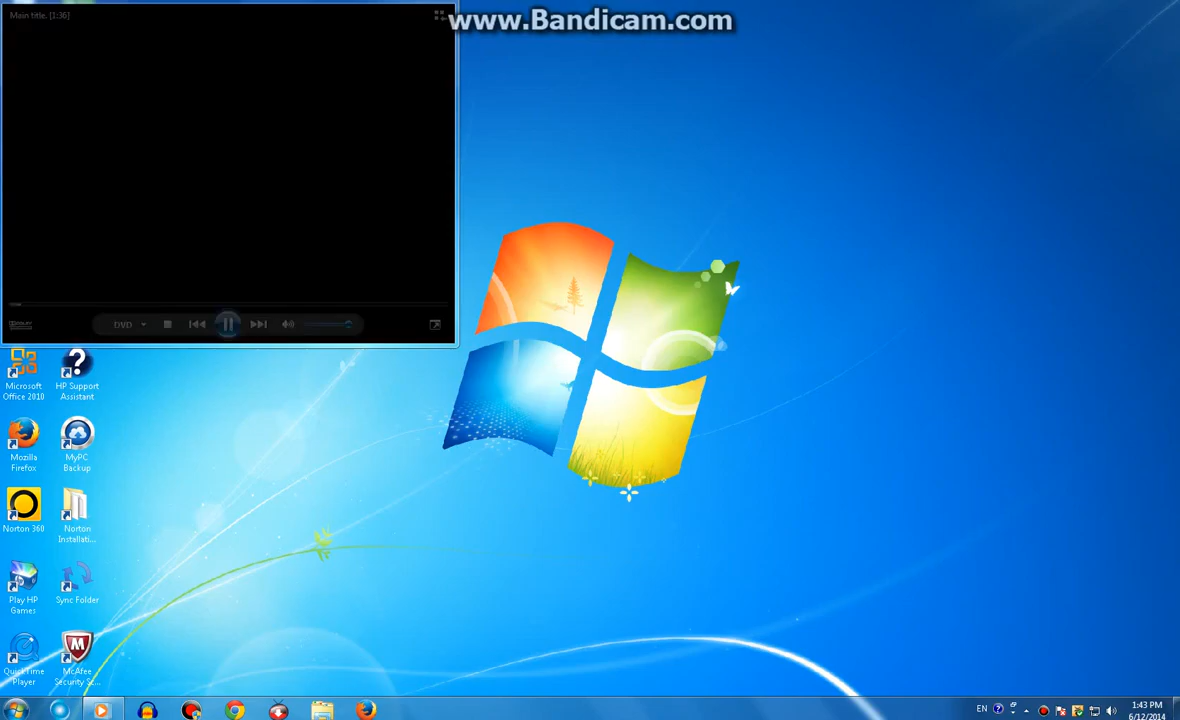 Main title, [1:36]
www.Bandicam.com
DVD
Microsoft Office 2010
HP Support Assistant
Mozilla Firefox
MyPC Backup
Norton 360
Norton Installati...
Play HP Games
Sync Folder
QuickTime Player
McAfee Security Sc...
EN
1:43 PM
6/12/2014